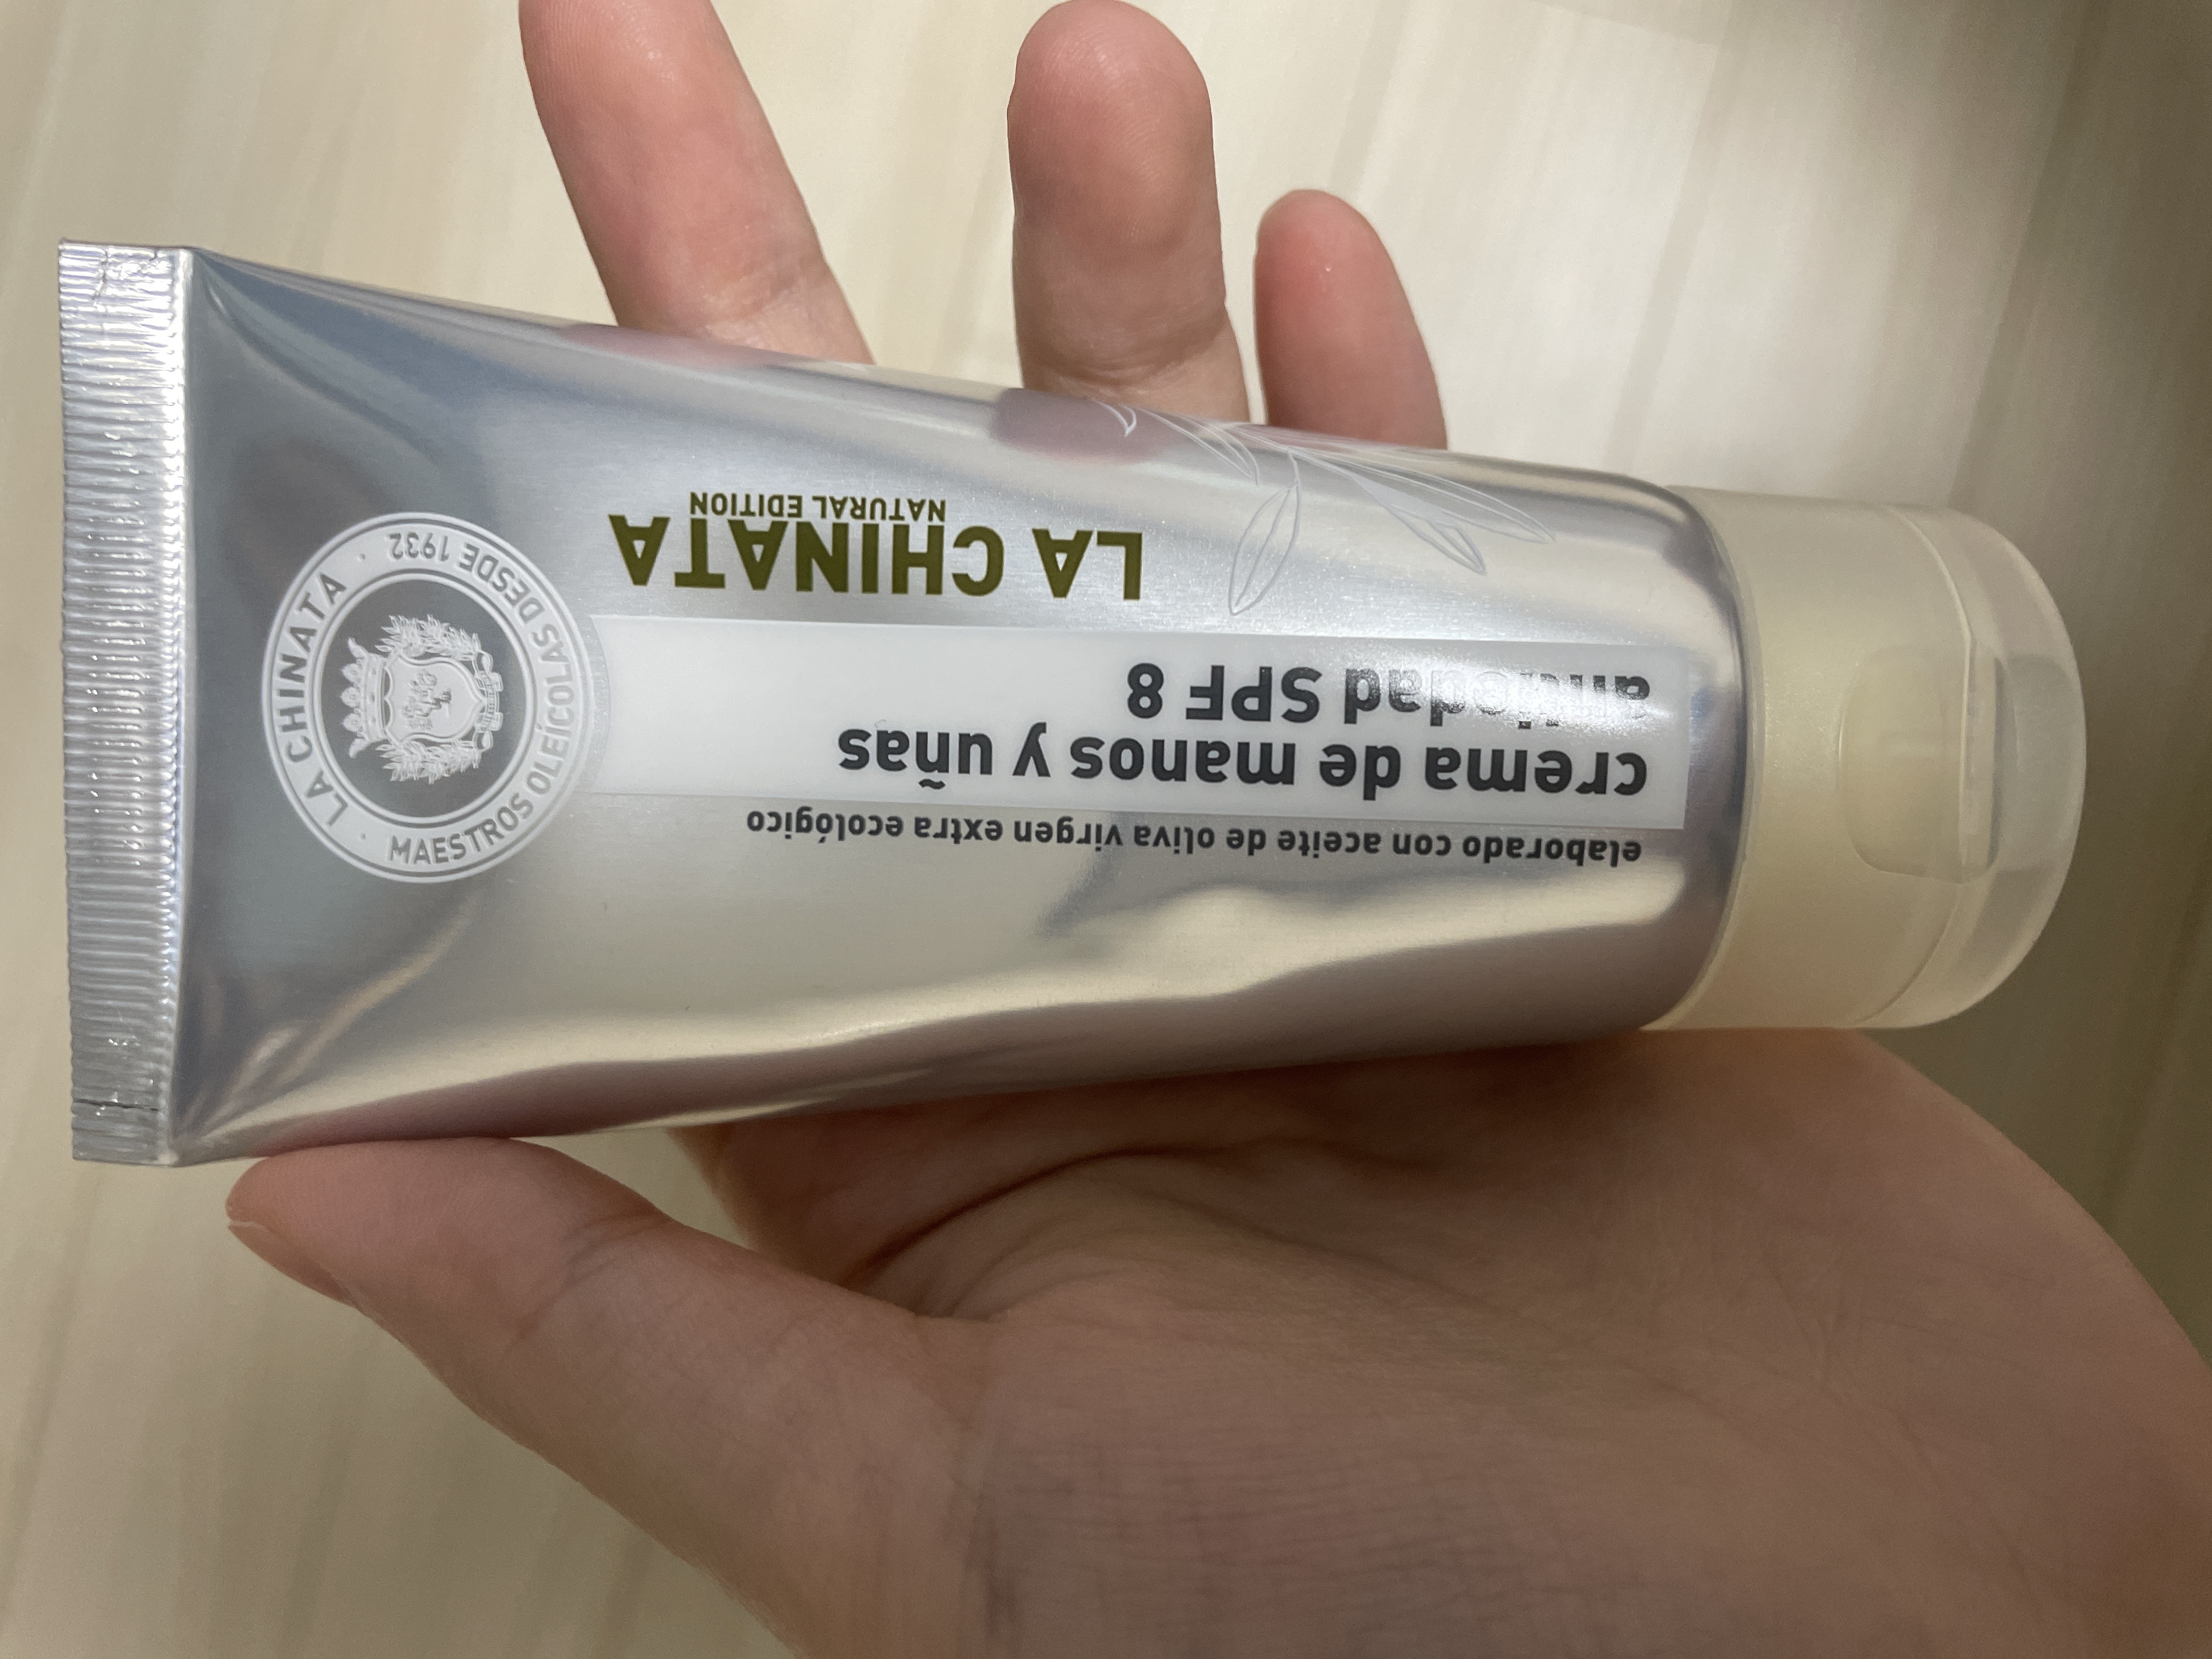 LA CHINATA · MAESTROS OLEÍCOLAS DESDE 1932 ·
elaborado con aceite de oliva virgen extra ecológico
crema de manos y uñas
antiedad SPF 8
LA CHINATA
NATURAL EDITION